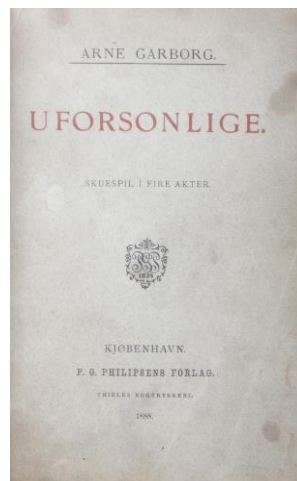 ARNE GARBORG.
UFORSONLIGE.
SKUESPIL I FIRE AKTER.
KJØBENHAVN.
P. G. PHILIPSENS FORLAG.
THIELES BOGTRYKKERI.
1888.